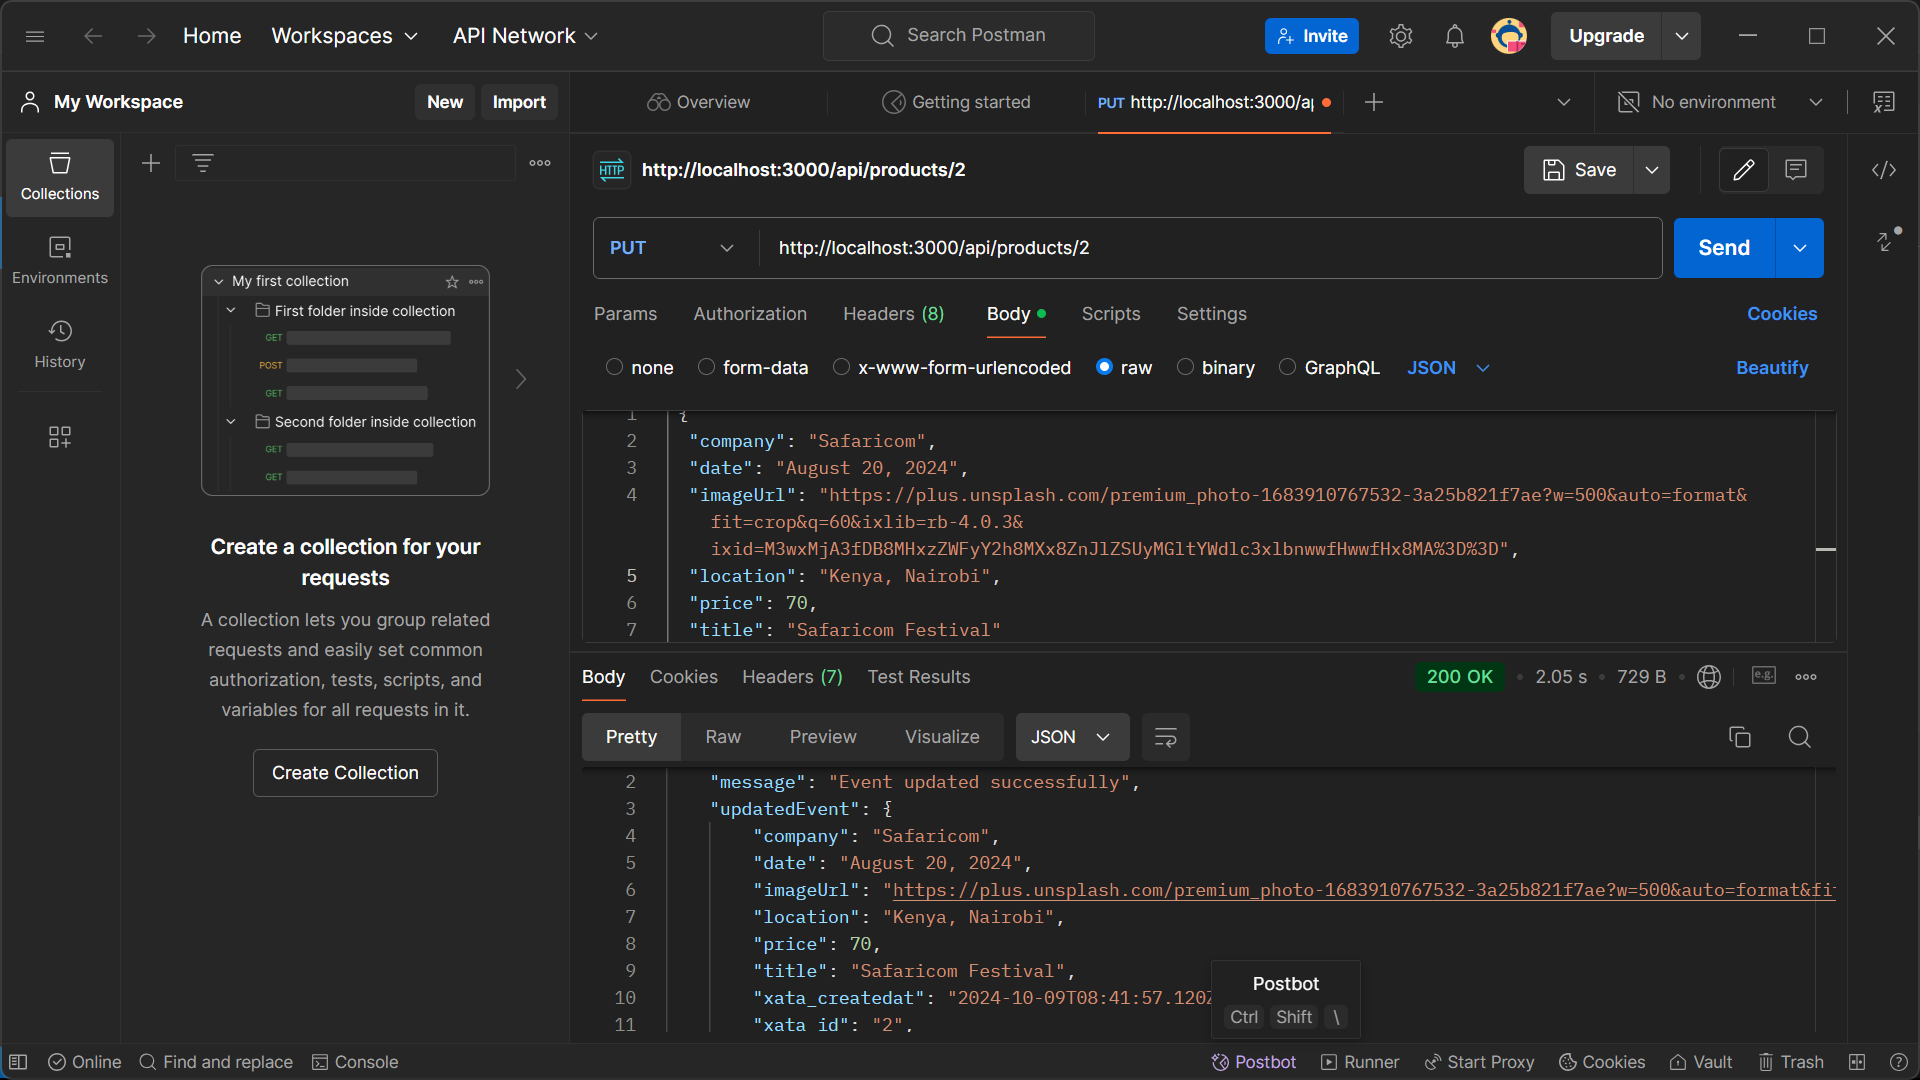 Home
Workspaces
API Network
Search Postman
Invite
Upgrade
My Workspace
New
Import
Overview
Getting started
PUT http://localhost:3000/a
No environment
Collections
Environments
History
My first collection
First folder inside collection
GET
POST
GET
Second folder inside collection
GET
GET
Create a collection for your
requests
A collection lets you group related
requests and easily set common
authorization, tests, scripts, and
variables for all requests in it.
Create Collection
HTTP
http://localhost:3000/api/products/2
Save
PUT
http://localhost:3000/api/products/2
Send
Params
Authorization
Headers (8)
Body
Scripts
Settings
Cookies
none
form-data
x-www-form-urlencoded
raw
binary
GraphQL
JSON
Beautify
1 {
2 "company": "Safaricom",
3 "date": "August 20, 2024",
4 "imageUrl": "https://plus.unsplash.com/premium_photo-1683910767532-3a25b821f7ae?w=500&auto=format&
fit=crop&q=60&ixlib=rb-4.0.3&
ixid=M3wxMjA3fDB8MHxzZWFyY2h8MXx8ZnJlZSUyMGltYWdlc3xlbnwwfHwwfHx8MA%3D%3D",
5 "location": "Kenya, Nairobi",
6 "price": 70,
7 "title": "Safaricom Festival"
Body
Cookies
Headers (7)
Test Results
200 OK
2.05 s
729 B
e.g.
Pretty
Raw
Preview
Visualize
JSON
2 "message": "Event updated successfully",
3 "updatedEvent": {
4 "company": "Safaricom",
5 "date": "August 20, 2024",
6 "imageUrl": "https://plus.unsplash.com/premium_photo-1683910767532-3a25b821f7ae?w=500&auto=format&fi
7 "location": "Kenya, Nairobi",
8 "price": 70,
9 "title": "Safaricom Festival",
10 "xata_createdat": "2024-10-09T08:41:57.120Z
11 "xata_id": "2",
Postbot
Ctrl Shift \
Online
Find and replace
Console
Postbot
Runner
Start Proxy
Cookies
Vault
Trash